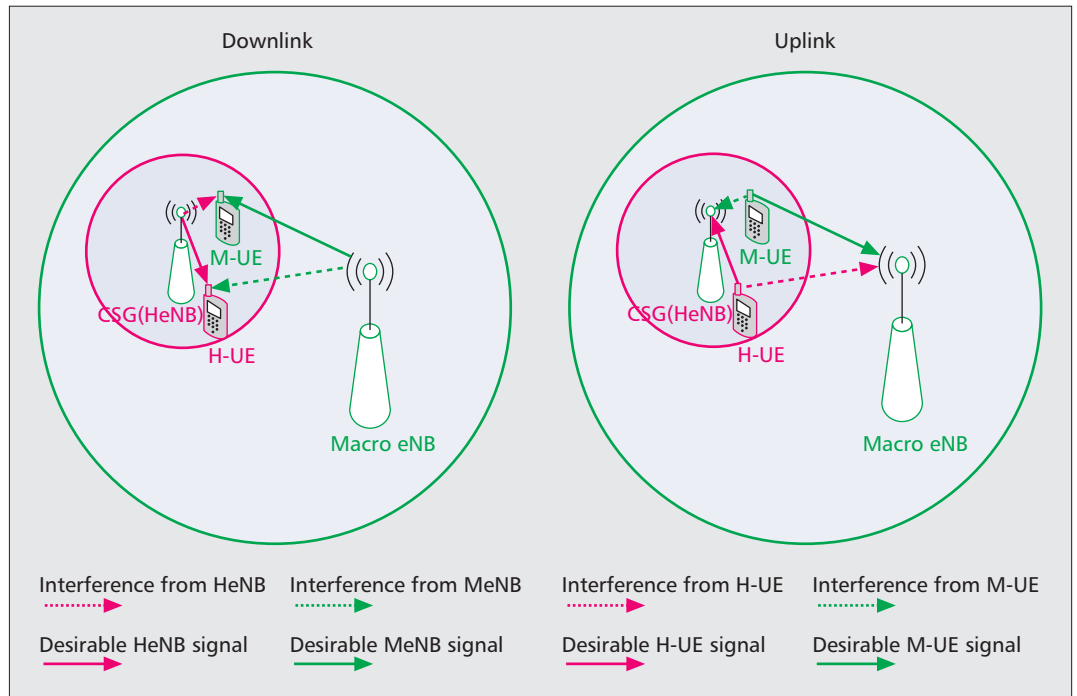 Downlink
M-UE
CSG(HeNB)
H-UE
Macro eNB
Interference from HeNB
Interference from MeNB
Desirable HeNB signal
Desirable MeNB signal
Uplink
M-UE
CSG(HeNB)
H-UE
Macro eNB
Interference from H-UE
Interference from M-UE
Desirable H-UE signal
Desirable M-UE signal